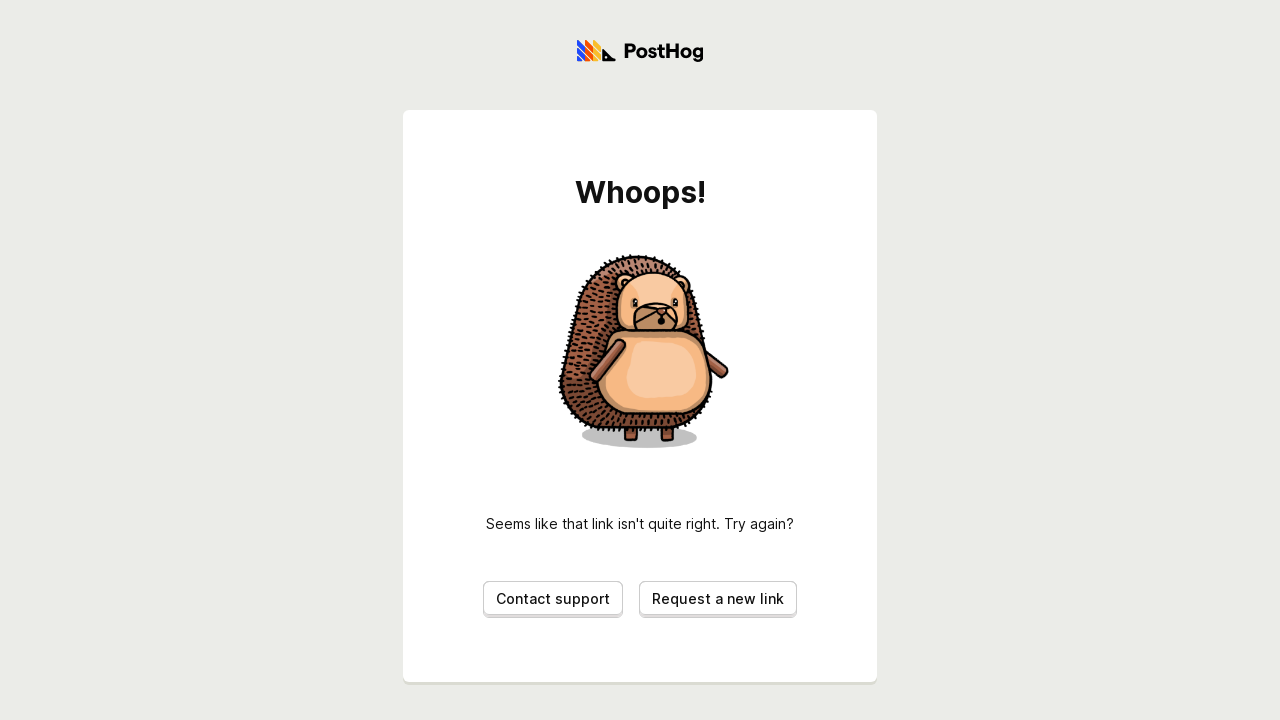 PostHog
Whoops!
Seems like that link isn't quite right. Try again?
Contact support
Request a new link